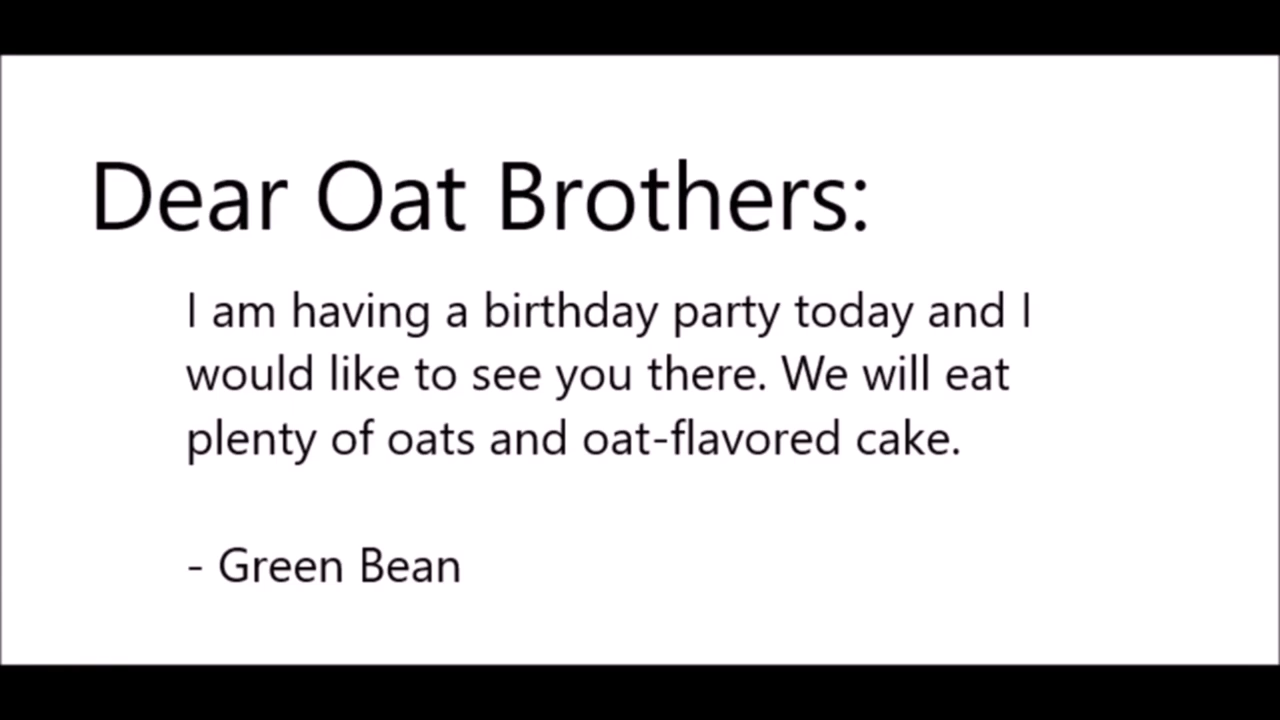 Dear Oat Brothers:
I am having a birthday party today and I
would like to see you there. We will eat
plenty of oats and oat-flavored cake.
- Green Bean